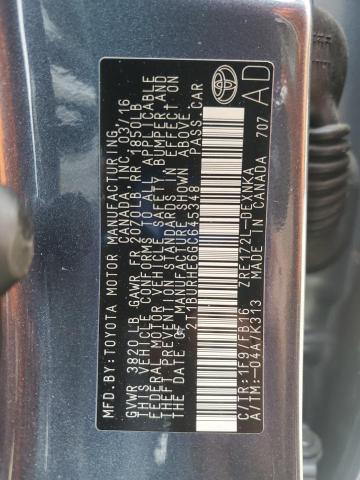 MFD. BY: TOYOTA MOTOR MANUFACTURING
CANADA, INC. 03/16
GVWR 3820 LB GAWR FR 2070LB RR 1850LB
THIS VEHICLE CONFORMS TO ALL APPLICABLE
FEDERAL MOTOR VEHICLE SAFETY, BUMPER, AND
THEFT PREVENTION STANDARDS IN EFFECT ON
THE DATE OF MANUFACTURE SHOWN ABOVE.
2T1BURHE6GC645348 PASS. CAR
C/TR: 1F9/FB16 ZRE172L-DEXNKA
A/TM: -04A/K313 MADE IN CANADA 707
AD
TOYOTA